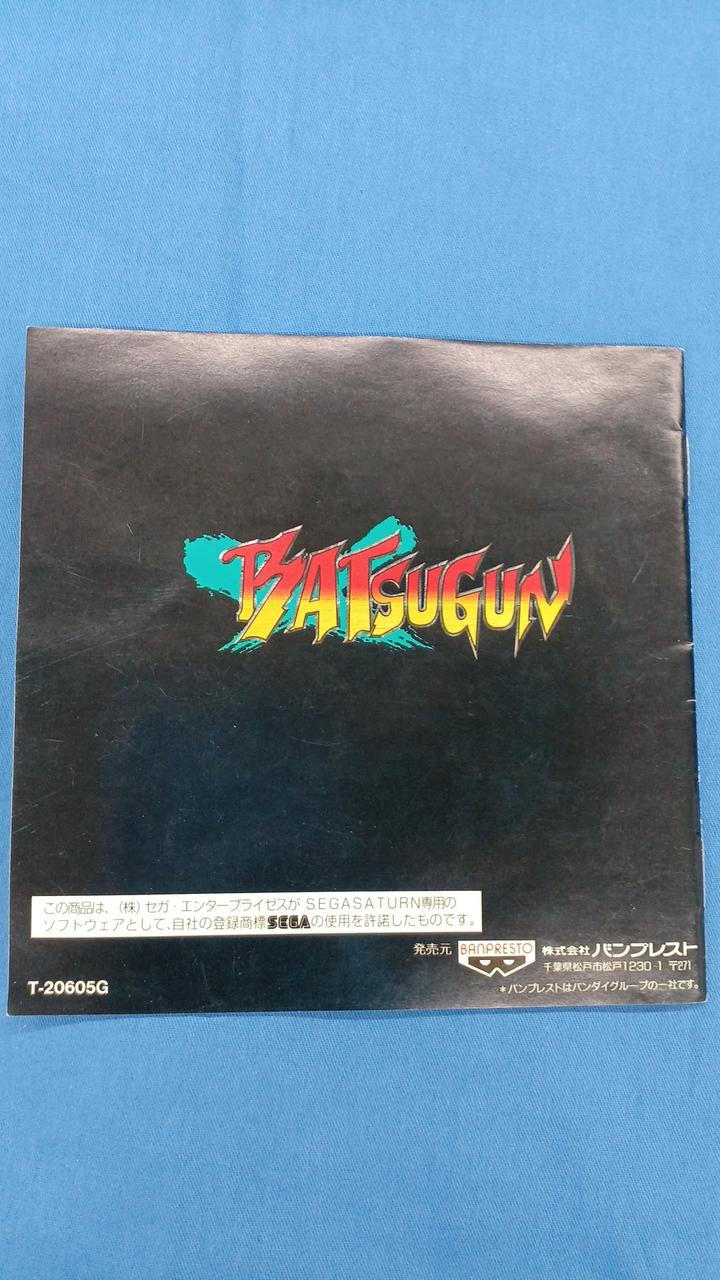 BATSUGUN
この商品は、(株)セガ・エンタープライゼスが SEGASATURN専用の
ソフトウェアとして、自社の登録商標SEGAの使用を許諾したものです。
発売元 BANPRESTO 株式会社 バンプレスト
千葉県松戸市松戸1230-1 〒271
T-20605G
*バンプレストはバンダイグループの一社です。